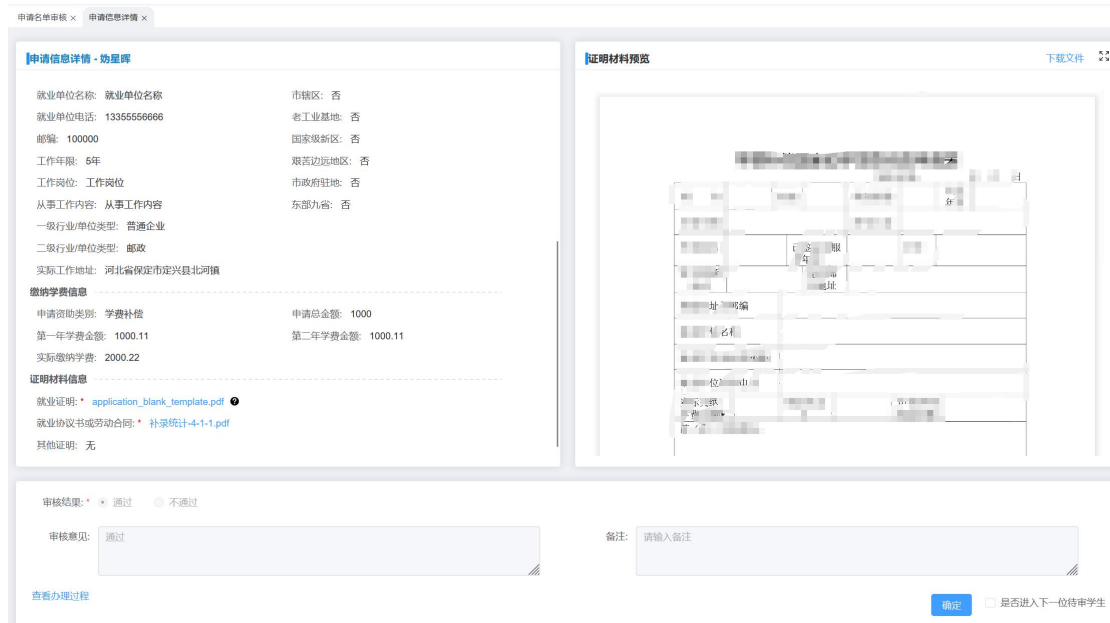 申请名单审核 × 申请信息详情 ×
申请信息详情 - 妫星晖
就业单位名称: 就业单位名称 市辖区: 否
就业单位电话: 13355556666 老工业基地: 否
邮编: 100000 国家级新区: 否
工作年限: 5年 艰苦边远地区: 否
工作岗位: 工作岗位 市政府驻地: 否
从事工作内容: 从事工作内容 东部九省: 否
一级行业/单位类型: 普通企业
二级行业/单位类型: 邮政
实际工作地址: 河北省保定市定兴县北河镇
缴纳学费信息
申请资助类别: 学费补偿 申请总金额: 1000
第一年学费金额: 1000.11 第二年学费金额: 1000.11
实际缴纳学费: 2000.22
证明材料信息
就业证明: * application_blank_template.pdf
就业协议书或劳动合同: * 补录统计-4-1-1.pdf
其他证明: 无
证明材料预览 下载文件
日
年
服
年
址
址 邮编
名称
位
审核结果: * 通过 不通过
审核意见: 通过 备注: 请输入备注
查看办理过程
确定 是否进入下一位待审学生